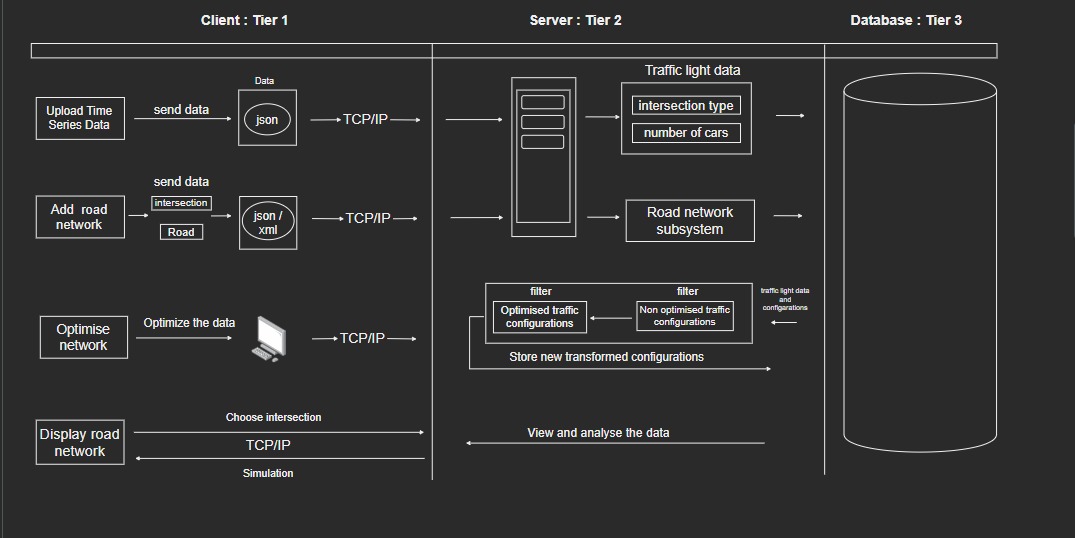 Client : Tier 1
Server : Tier 2
Database : Tier 3
Upload Time
Series Data
send data
Data
json
TCP/IP
Traffic light data
intersection type
number of cars
Add road
network
send data
intersection
Road
json /
xml
TCP/IP
Road network
subsystem
Optimise
network
Optimize the data
TCP/IP
filter
Optimised traffic
configurations
filter
Non optimised traffic
configurations
traffic light data
and
configarations
Store new transformed configurations
Display road
network
Choose intersection
TCP/IP
Simulation
View and analyse the data